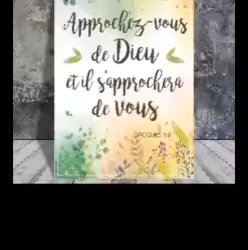 Approchez-vous
de Dieu
et il s'approchera
de vous
JACQUES 4:8